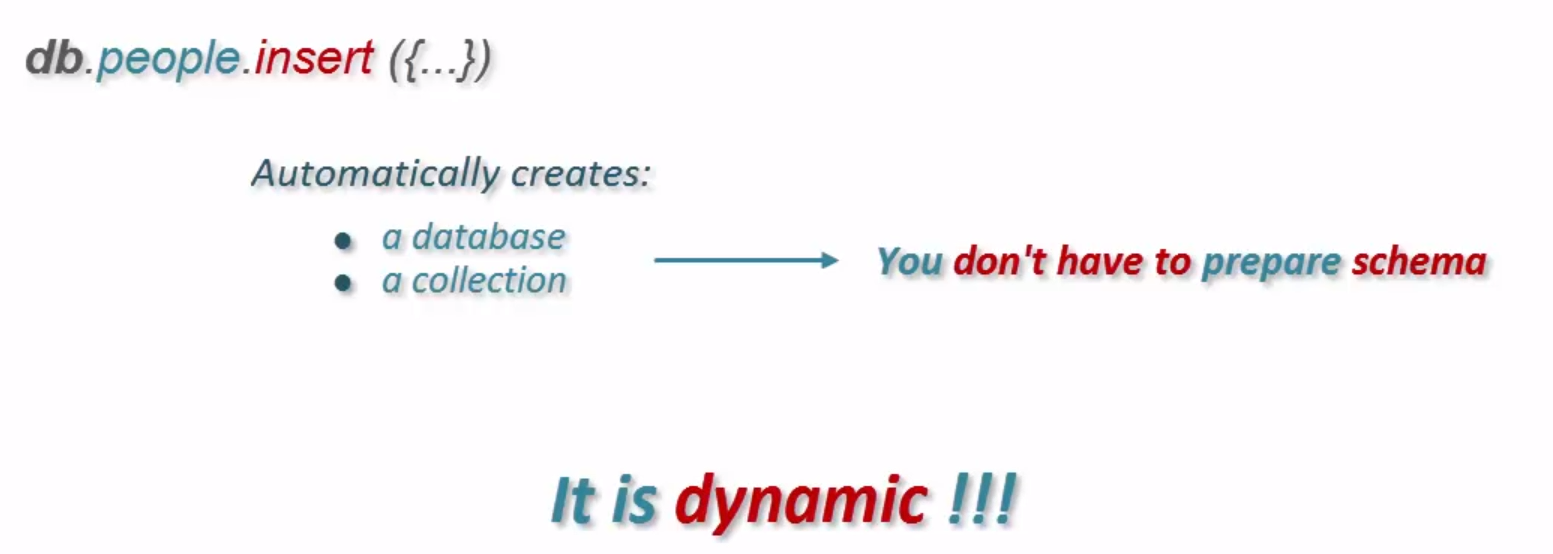 db.people.insert ({...})
Automatically creates:
● a database
● a collection
You don't have to prepare schema
It is dynamic !!!